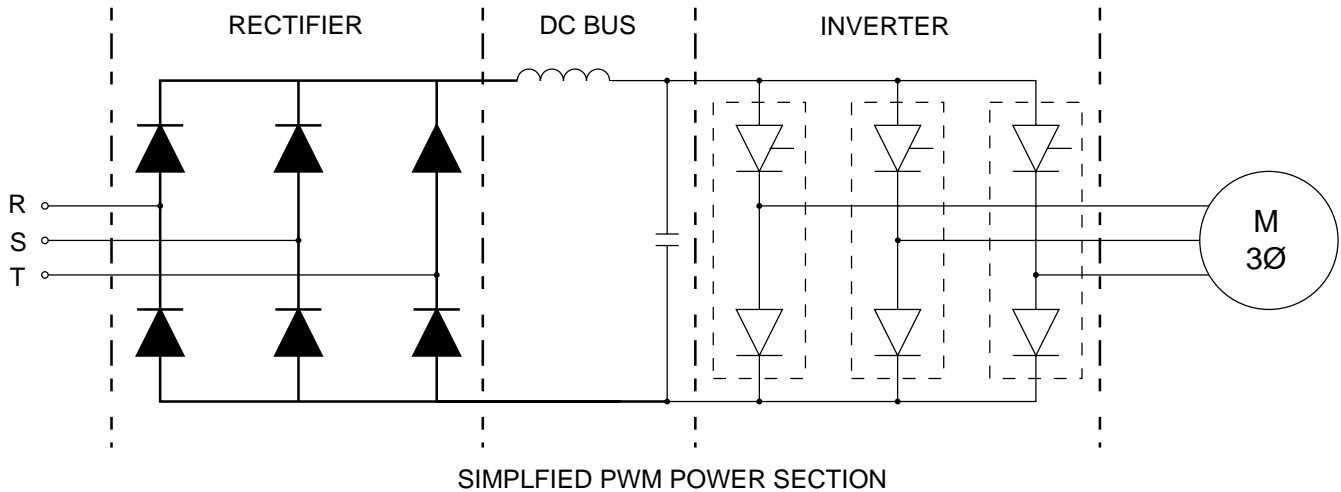 RECTIFIER
DC BUS
INVERTER
R
S
T
M
3Ø
SIMPLFIED PWM POWER SECTION